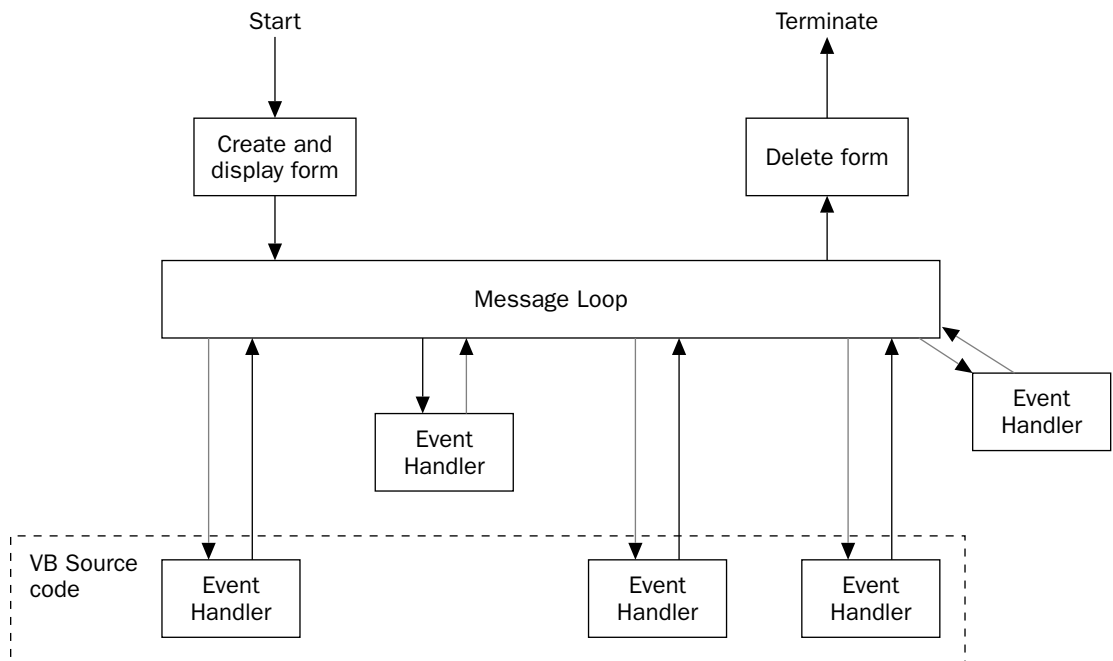 Start
Terminate
Create and
display form
Delete form
Message Loop
Event
Handler
Event
Handler
VB Source
code
Event
Handler
Event
Handler
Event
Handler